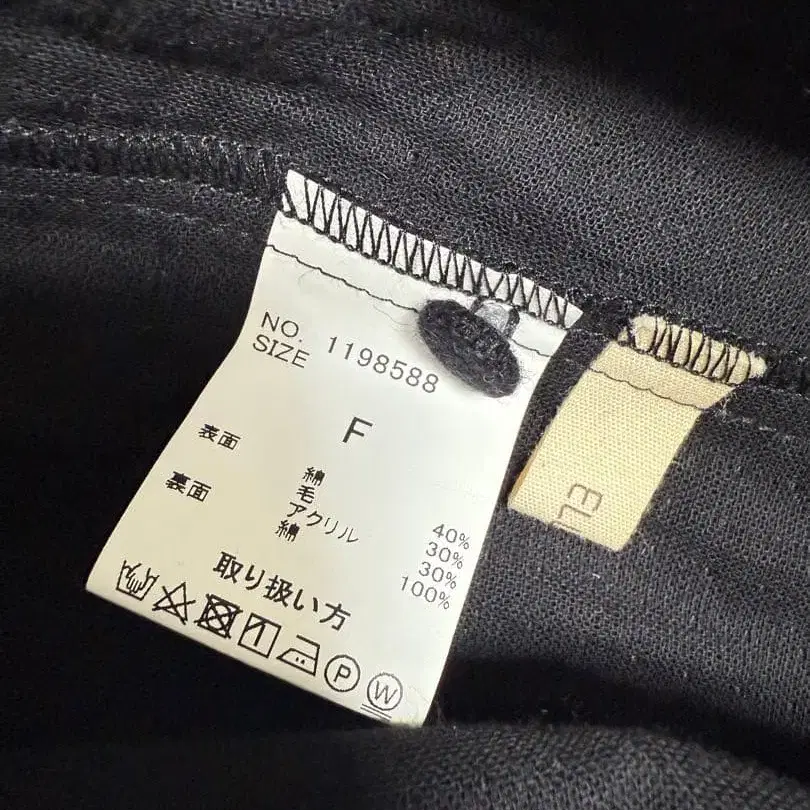 NO. 1198588
SIZE
F
表面 綿 40%
毛 30%
アクリル 30%
裏面 綿 100%
取り扱い方
P
W